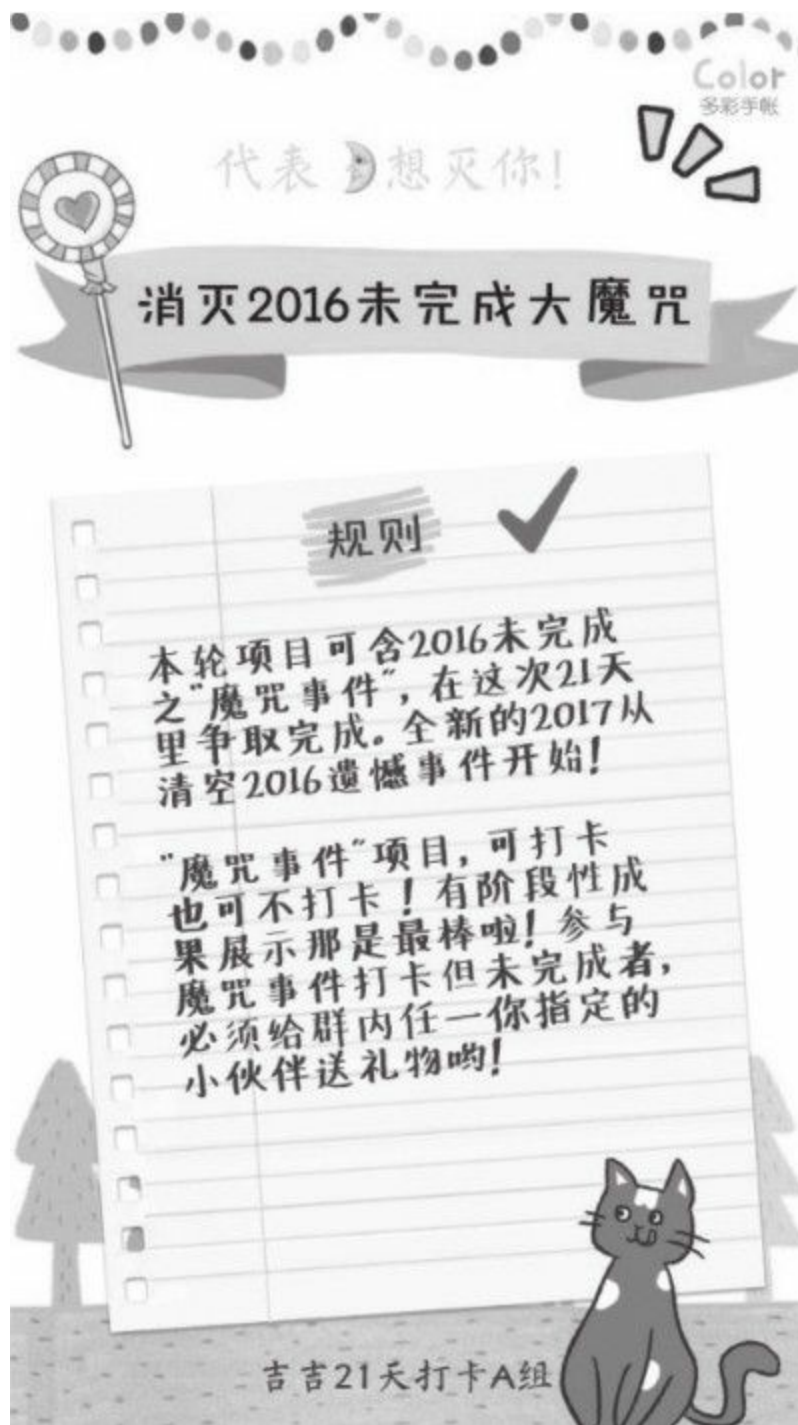 Color
多彩手帐
代表🌛想灭你!
消灭2016未完成大魔咒
规则
本轮项目可含2016未完成
之"魔咒事件",在这次21天
里争取完成。全新的2017从
清空2016遗憾事件开始!
"魔咒事件"项目,可打卡
也可不打卡!有阶段性成
果展示那是最棒啦!参与
魔咒事件打卡但未完成者,
必须给群内任一你指定的
小伙伴送礼物哟!
吉吉21天打卡A组